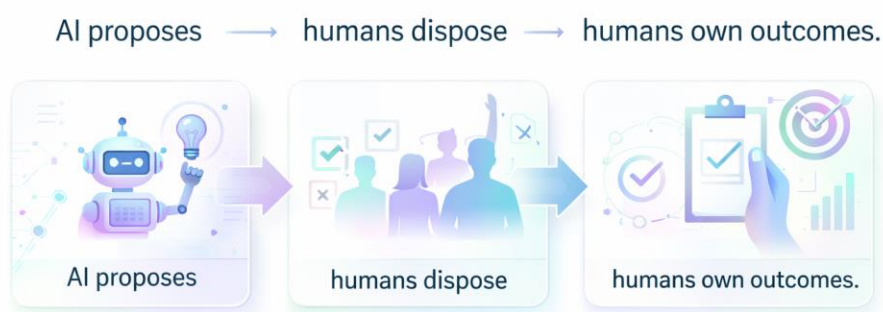 AI proposes → humans dispose → humans own outcomes.
AI proposes
humans dispose
humans own outcomes.